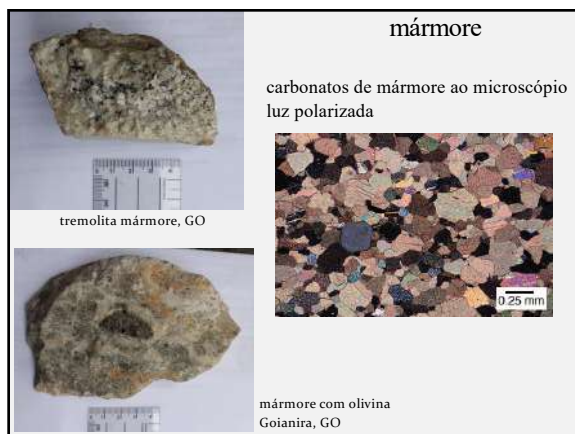 mármore
carbonatos de mármore ao microscópio
luz polarizada
tremolita mármore, GO
0.25 mm
mármore com olivina
Goianira, GO